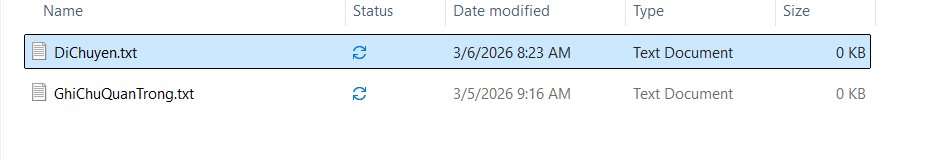 Name Status Date modified Type Size
DiChuyen.txt 3/6/2026 8:23 AM Text Document 0 KB
GhiChuQuanTrong.txt 3/5/2026 9:16 AM Text Document 0 KB